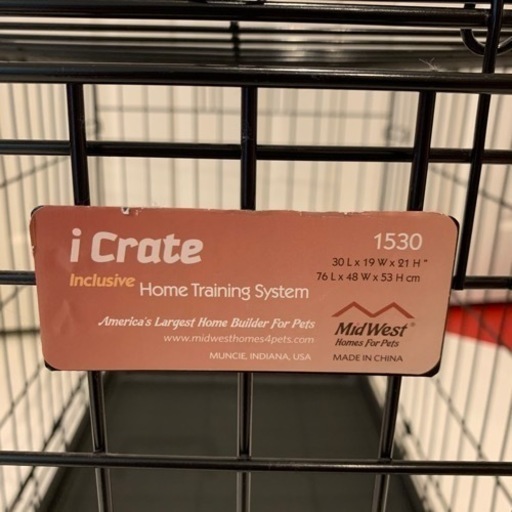 i Crate
Inclusive Home Training System
America's Largest Home Builder For Pets
www.midwesthomes4pets.com
MUNCIE, INDIANA, USA
1530
30 L x 19 W x 21 H "
76 L x 48 W x 53 H cm
MidWest®
Homes For Pets
MADE IN CHINA